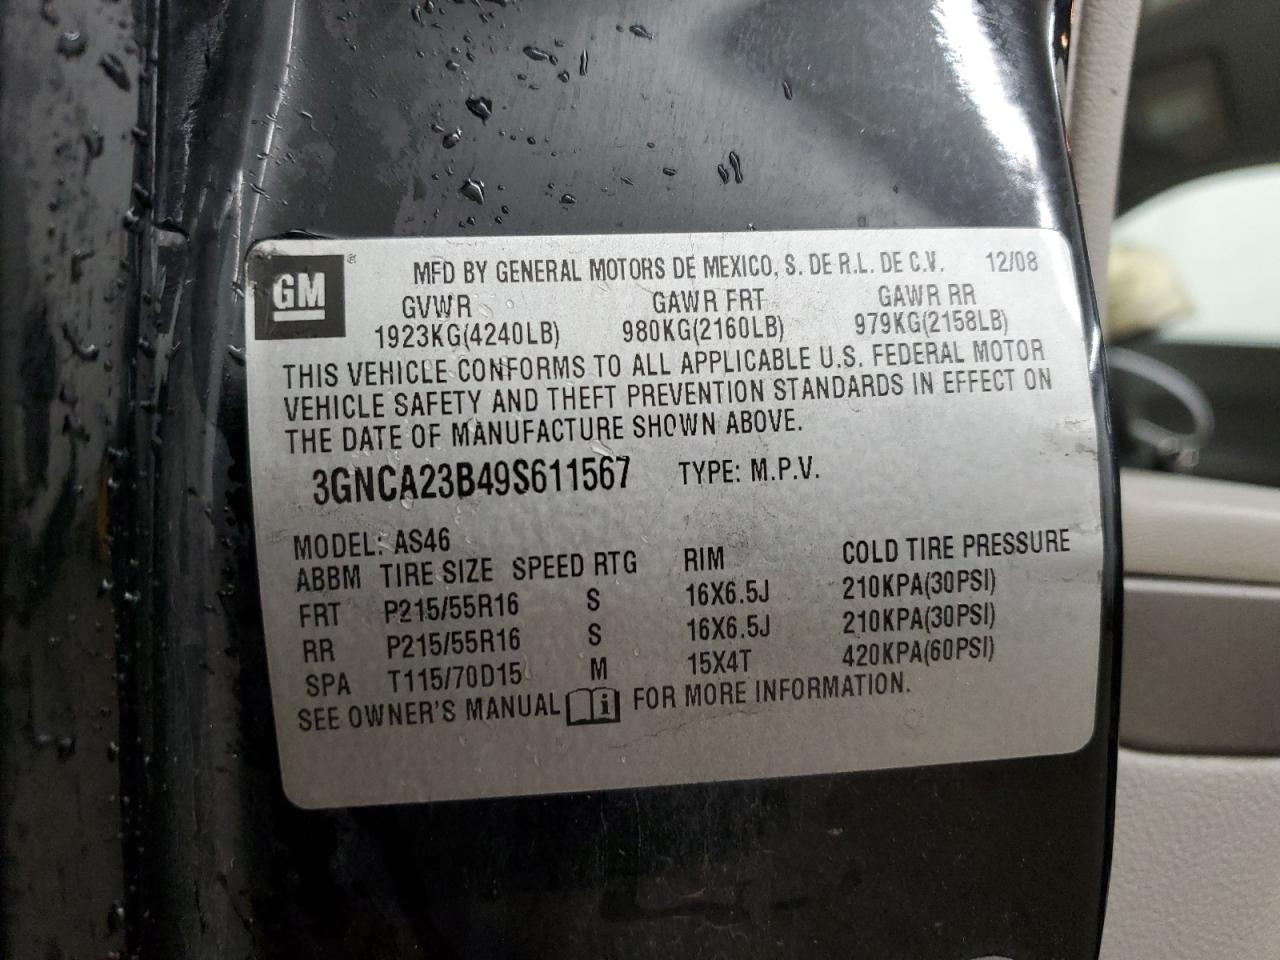 GM® MFD BY GENERAL MOTORS DE MEXICO, S. DE R.L. DE C.V. 12/08
GVWR GAWR FRT GAWR RR
1923KG(4240LB) 980KG(2160LB) 979KG(2158LB)
THIS VEHICLE CONFORMS TO ALL APPLICABLE U.S. FEDERAL MOTOR
VEHICLE SAFETY AND THEFT PREVENTION STANDARDS IN EFFECT ON
THE DATE OF MANUFACTURE SHOWN ABOVE.
3GNCA23B49S611567 TYPE: M.P.V.
MODEL: AS46
ABBM TIRE SIZE SPEED RTG RIM COLD TIRE PRESSURE
FRT P215/55R16 S 16X6.5J 210KPA(30PSI)
RR P215/55R16 S 16X6.5J 210KPA(30PSI)
SPA T115/70D15 M 15X4T 420KPA(60PSI)
SEE OWNER'S MANUAL i FOR MORE INFORMATION.